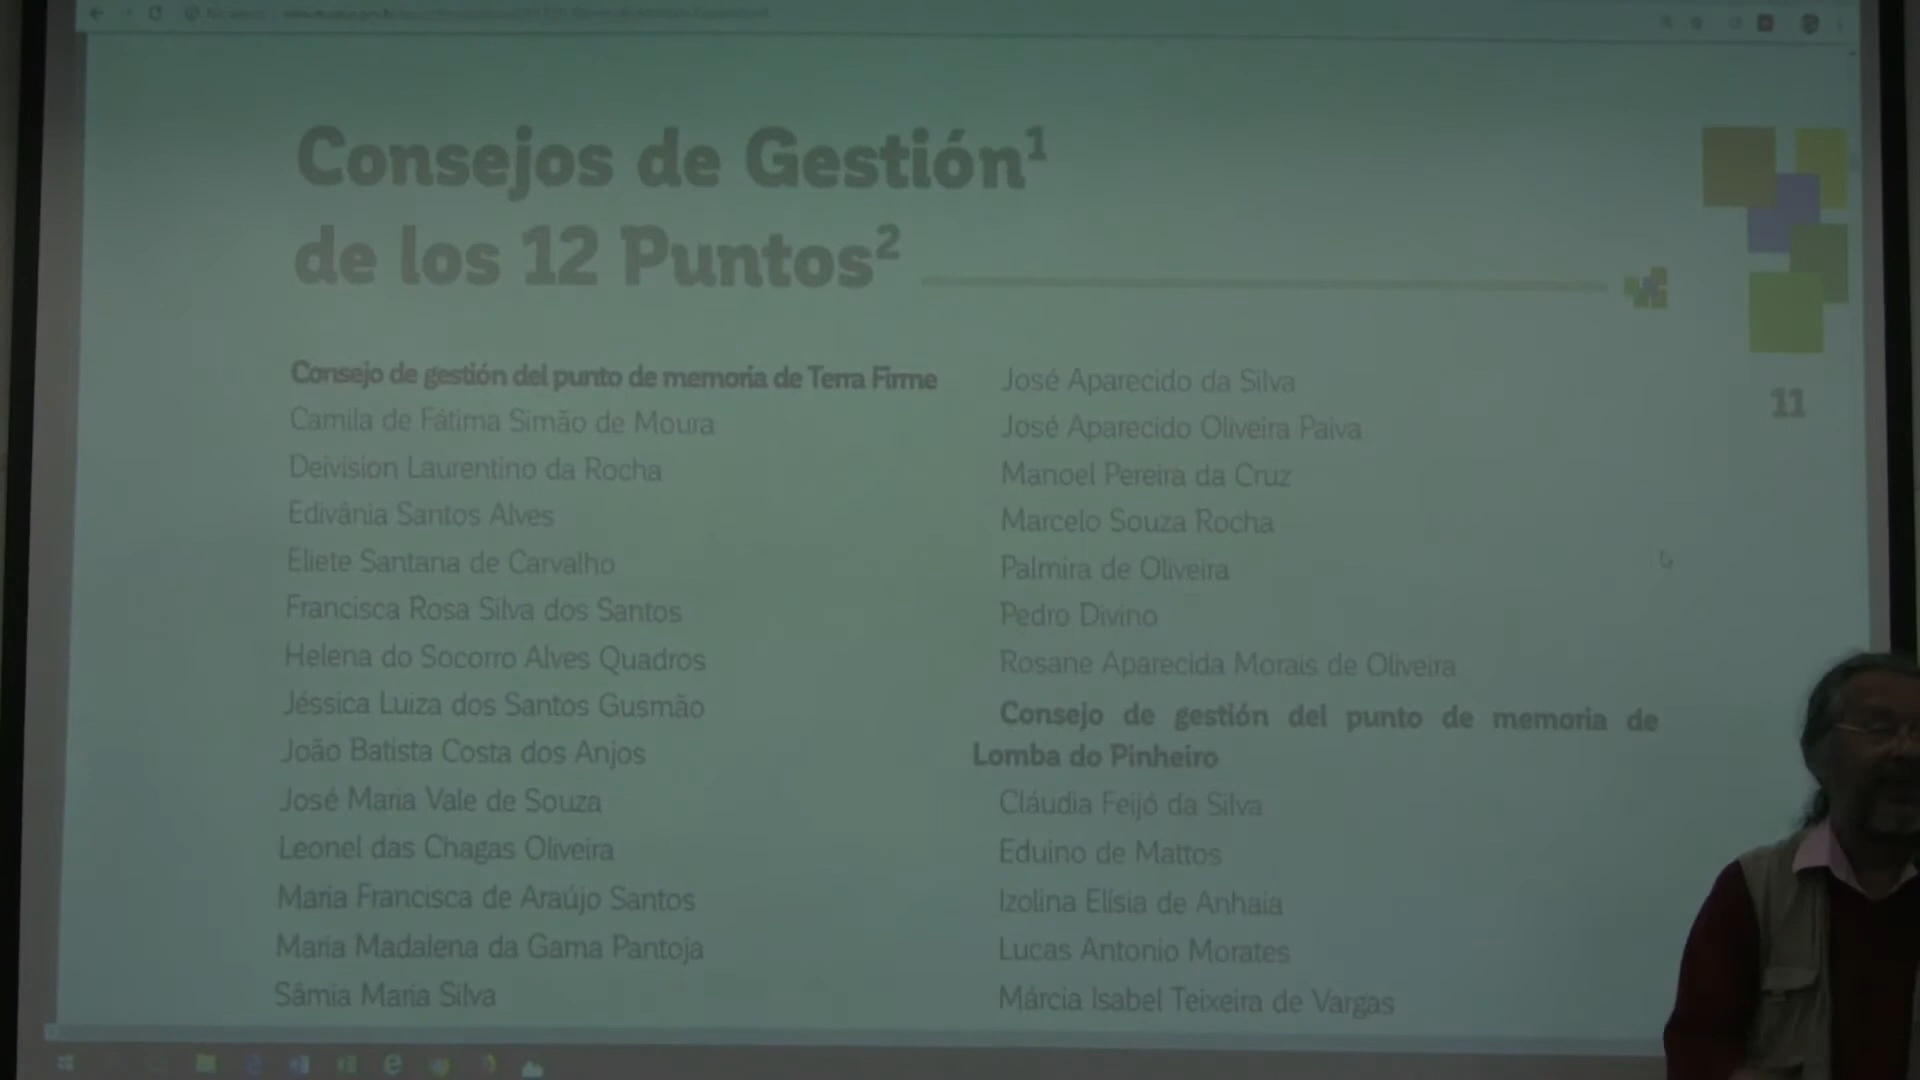 Consejos de Gestión¹
de los 12 Puntos²
11
Consejo de gestión del punto de memoria de Terra Firme
Camila de Fátima Simão de Moura
Deivision Laurentino da Rocha
Edivânia Santos Alves
Eliete Santana de Carvalho
Francisca Rosa Silva dos Santos
Helena do Socorro Alves Quadros
Jéssica Luiza dos Santos Gusmão
João Batista Costa dos Anjos
José Maria Vale de Souza
Leonel das Chagas Oliveira
Maria Francisca de Araújo Santos
Maria Madalena da Gama Pantoja
Sâmia Maria Silva
José Aparecido da Silva
José Aparecido Oliveira Paiva
Manoel Pereira da Cruz
Marcelo Souza Rocha
Palmira de Oliveira
Pedro Divino
Rosane Aparecida Morais de Oliveira
Consejo de gestión del punto de memoria de
Lomba do Pinheiro
Cláudia Feijó da Silva
Eduino de Mattos
Izolina Elísia de Anhaia
Lucas Antonio Morates
Márcia Isabel Teixeira de Vargas